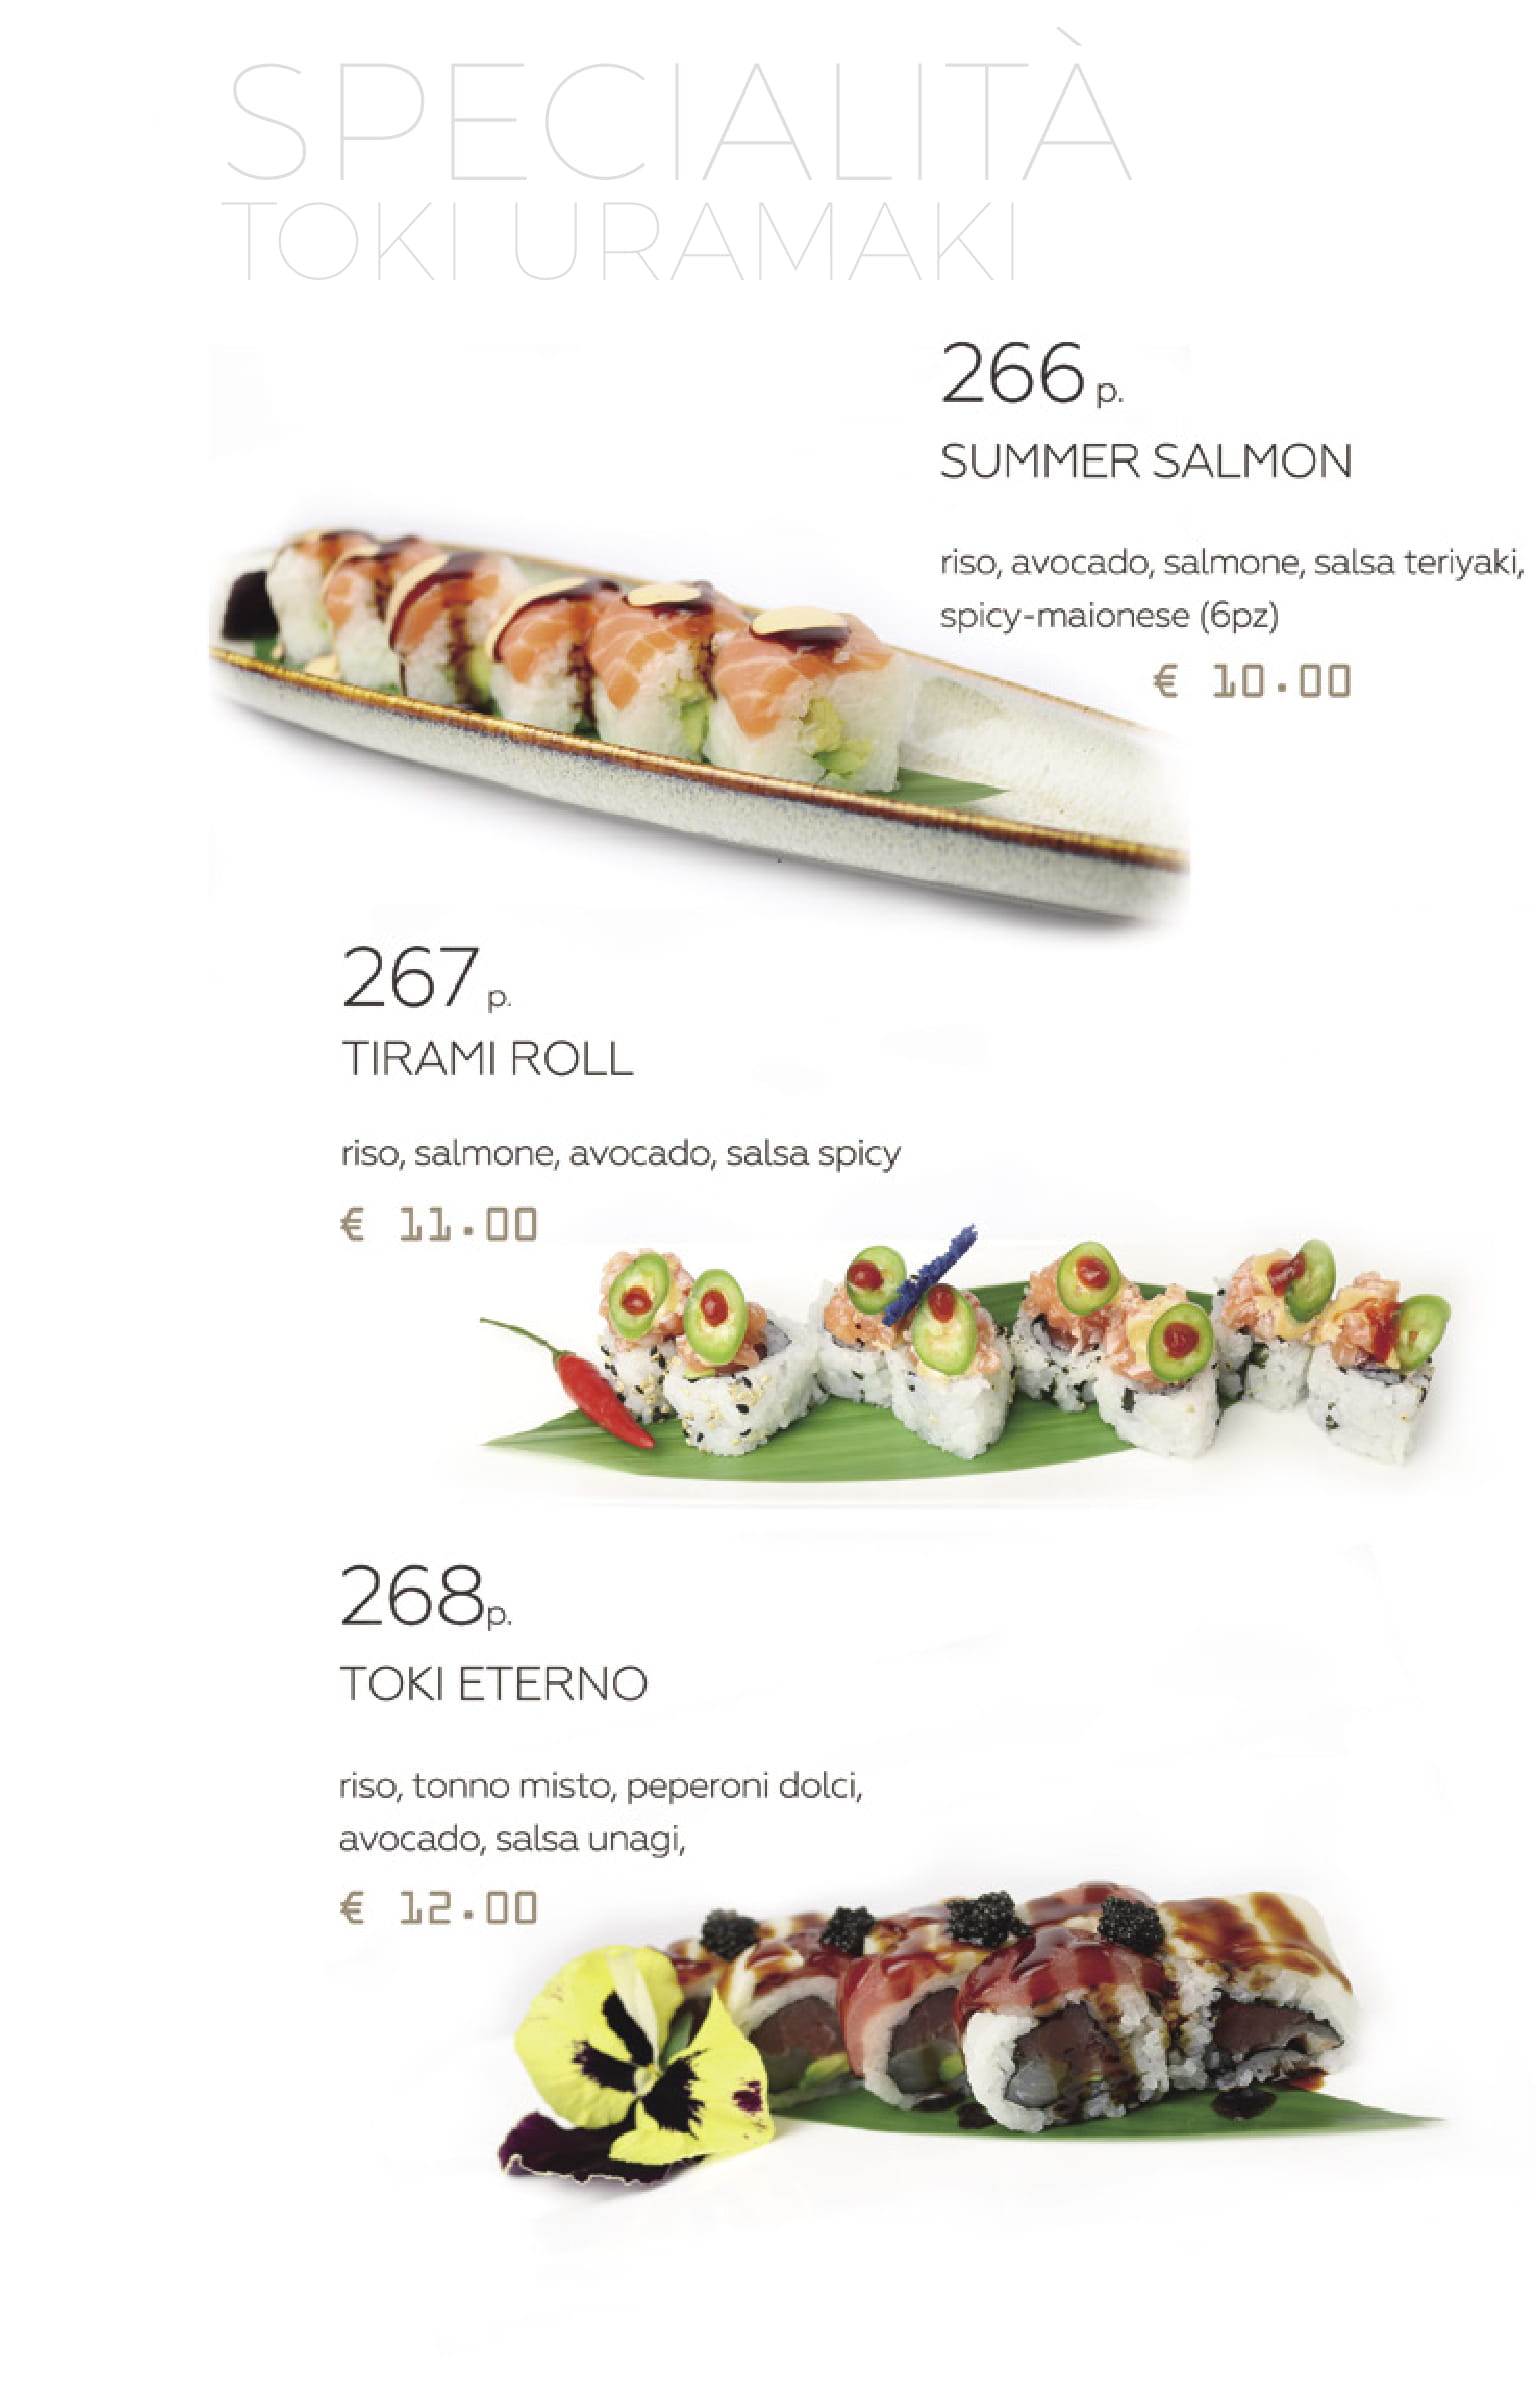 SPECIALITÀ
TOKI URAMAKI
266 p.
SUMMER SALMON
riso, avocado, salmone, salsa teriyaki,
spicy-maionese (6pz)
€ 10.00
267 p.
TIRAMI ROLL
riso, salmone, avocado, salsa spicy
€ 11.00
268 p.
TOKI ETERNO
riso, tonno misto, peperoni dolci,
avocado, salsa unagi,
€ 12.00